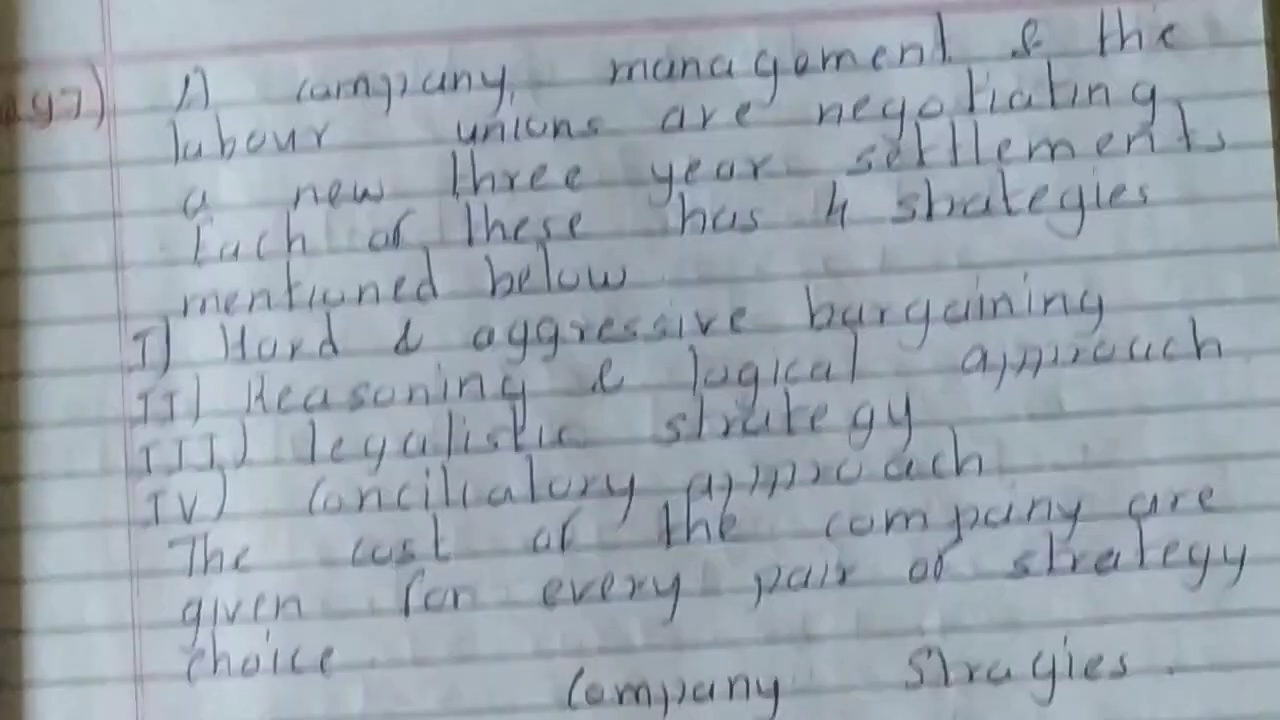 A company, management & the
labour unions are negotiating
a new three year settlements
Each of these has 4 strategies
mentioned below
I) Hard & aggressive bargaining
II) Reasoning & logical approach
III) legalistic strategy
IV) Conciliatory approach
The cost of the company are
given for every pair of strategy
choice
Company Stragies.